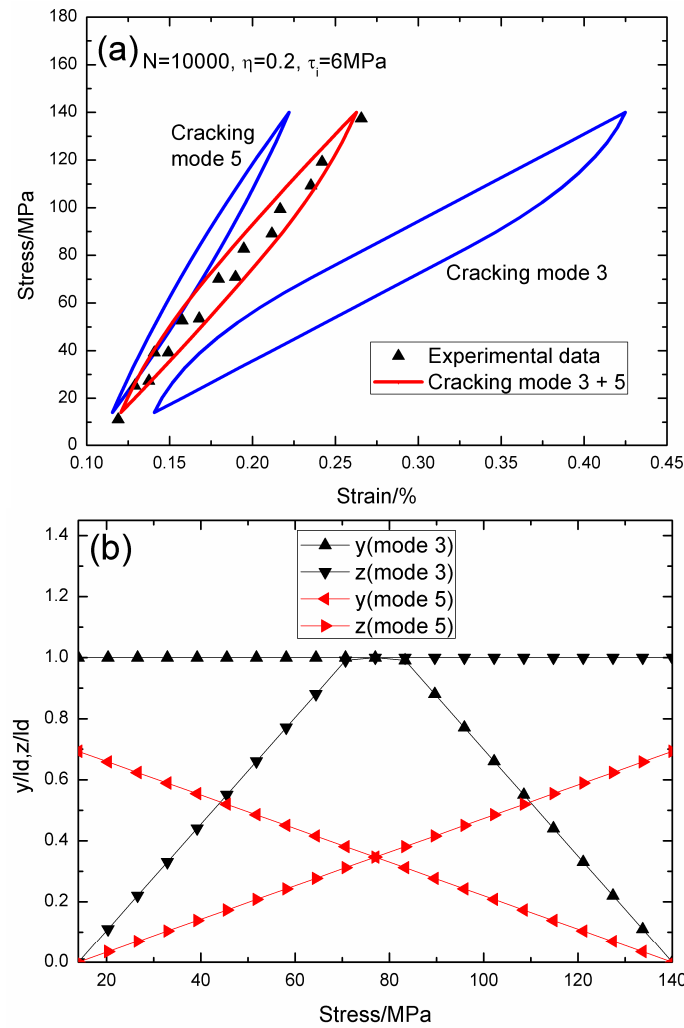 (a)
N=10000, η=0.2, τi=6MPa
180
160
140
120
100
80
60
40
20
0
Stress/MPa
Cracking
mode 5
Cracking mode 3
Experimental data
Cracking mode 3 + 5
0.10 0.15 0.20 0.25 0.30 0.35 0.40 0.45
Strain/%
(b)
y(mode 3)
z(mode 3)
y(mode 5)
z(mode 5)
1.4
1.2
1.0
0.8
0.6
0.4
0.2
0.0
y/ld,z/ld
20 40 60 80 100 120 140
Stress/MPa